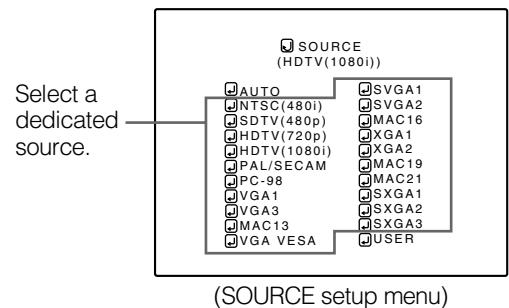 SOURCE
(HDTV(1080i))
Select a
dedicated
source.
AUTO
NTSC(480i)
SDTV(480p)
HDTV(720p)
HDTV(1080i)
PAL/SECAM
PC-98
VGA1
VGA3
MAC13
VGA VESA
SVGA1
SVGA2
MAC16
XGA1
XGA2
MAC19
MAC21
SXGA1
SXGA2
SXGA3
USER
(SOURCE setup menu)